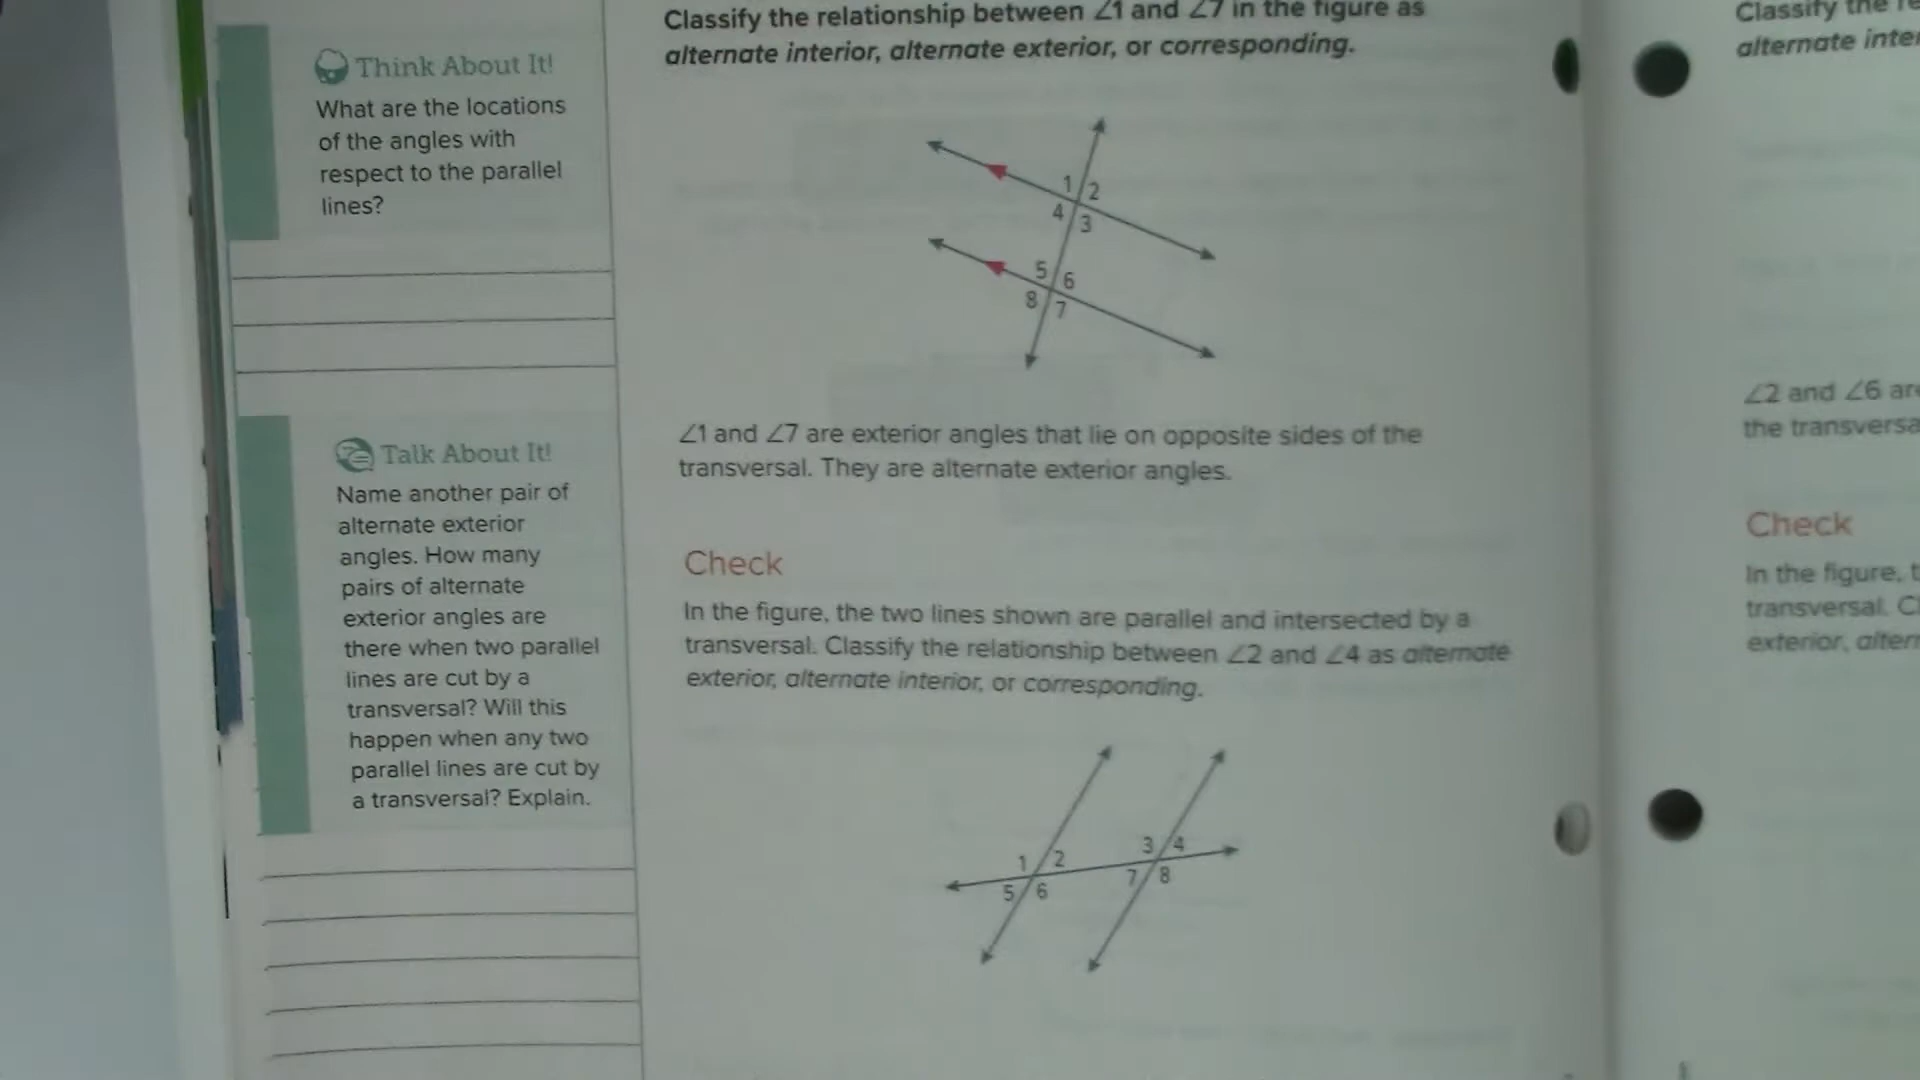 Think About It!
What are the locations
of the angles with
respect to the parallel
lines?
Talk About It!
Name another pair of
alternate exterior
angles. How many
pairs of alternate
exterior angles are
there when two parallel
lines are cut by a
transversal? Will this
happen when any two
parallel lines are cut by
a transversal? Explain.
Classify the relationship between ∠1 and ∠7 in the figure as
alternate interior, alternate exterior, or corresponding.
1 2
4 3
5 6
8 7
∠1 and ∠7 are exterior angles that lie on opposite sides of the
transversal. They are alternate exterior angles.
Check
In the figure, the two lines shown are parallel and intersected by a
transversal. Classify the relationship between ∠2 and ∠4 as alternate
exterior, alternate interior, or corresponding.
1 2 3 4
5 6 7 8
Classify the
alternate
∠2 and ∠6
the
Check
In the figure,
transversal.
exterior,